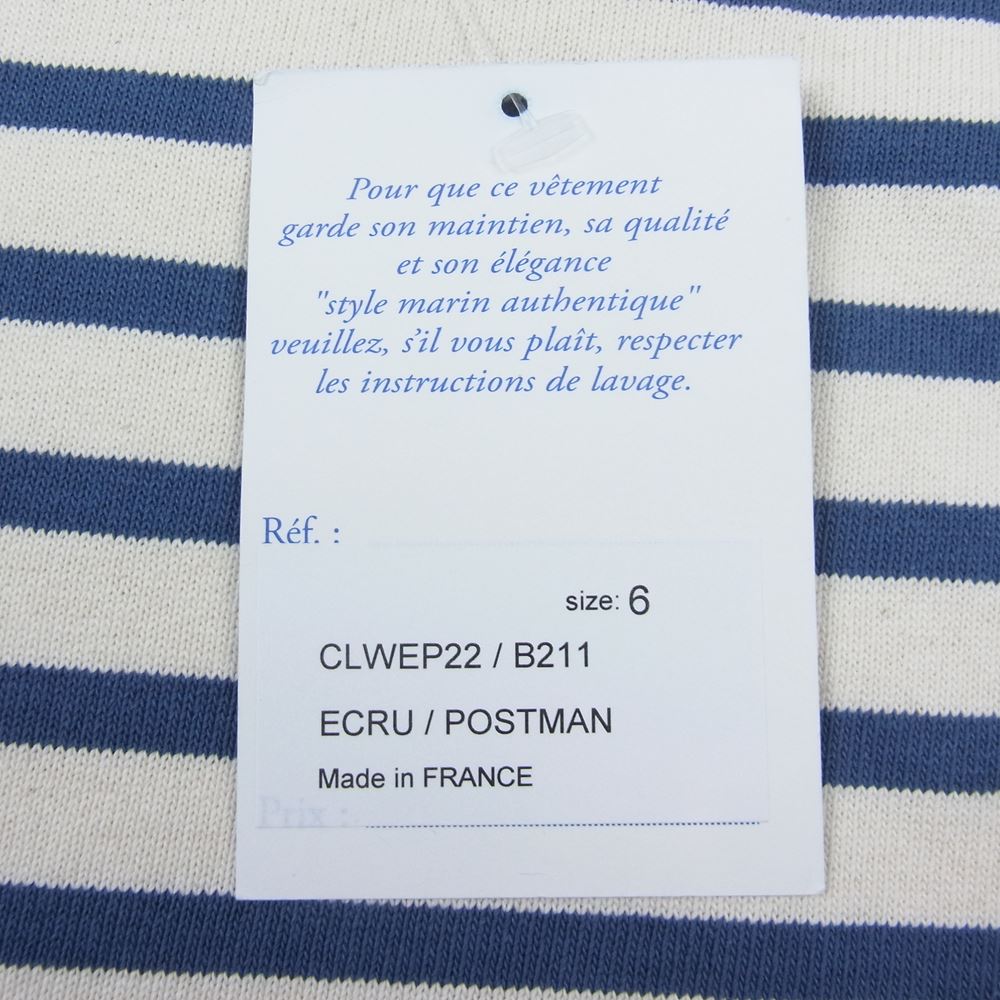 Pour que ce vêtement
garde son maintien, sa qualité
et son élégance
"style marin authentique"
veuillez, s'il vous plaît, respecter
les instructions de lavage.
Réf. :
size: 6
CLWEP22 / B211
ECRU / POSTMAN
Made in FRANCE
Prix :